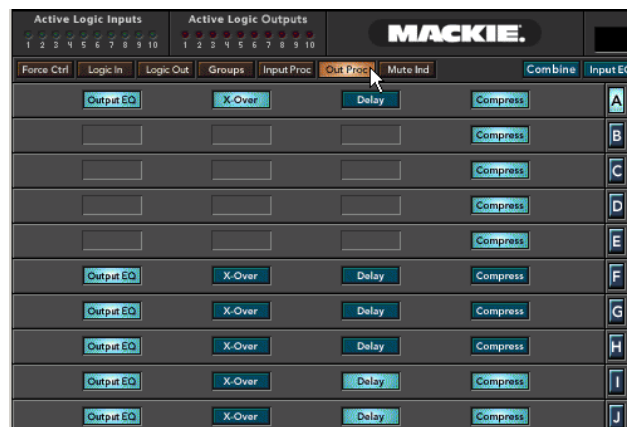 Active Logic Inputs Active Logic Outputs
MACKIE.
1 2 3 4 5 6 7 8 9 10 1 2 3 4 5 6 7 8 9 10
Force Ctrl Logic In Logic Out Groups Input Proc Out Proc Mute Ind Combine Input EQ
Output EQ X-Over Delay Compress A
Compress B
Compress C
Compress D
Compress E
Output EQ X-Over Delay Compress F
Output EQ X-Over Delay Compress G
Output EQ X-Over Delay Compress H
Output EQ X-Over Delay Compress I
Output EQ X-Over Delay Compress J